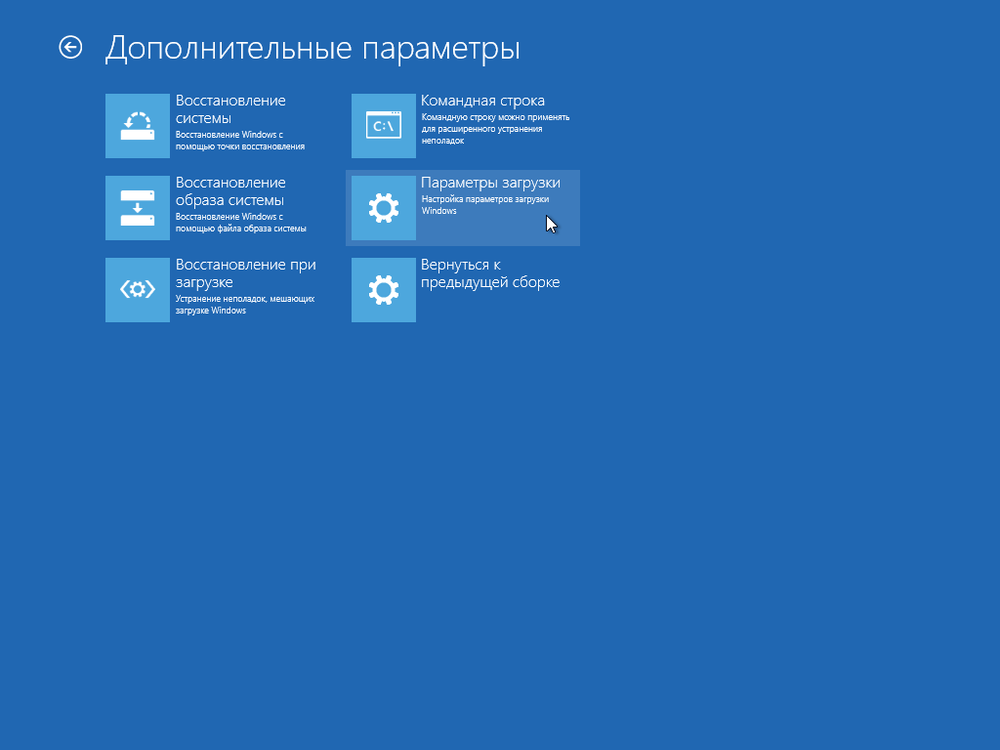 Дополнительные параметры
Восстановление
системы
Восстановление Windows с
помощью точки восстановления
Командная строка
Командную строку можно применять
для расширенного устранения
неполадок
C:\
Восстановление
образа системы
Восстановление Windows с
помощью файла образа системы
Параметры загрузки
Настройка параметров загрузки
Windows
Восстановление при
загрузке
Устранение неполадок, мешающих
загрузке Windows
Вернуться к
предыдущей сборке